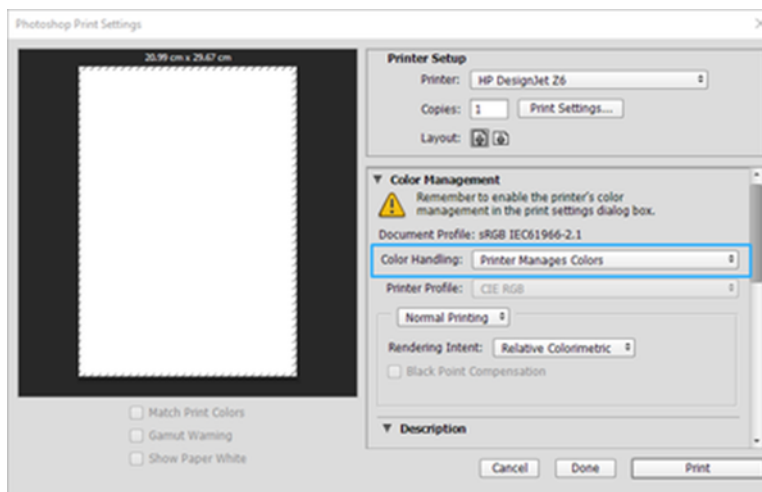 Photoshop Print Settings
20.99 cm x 29.67 cm
Printer Setup
Printer: HP DesignJet Z6
Copies: 1 Print Settings...
Layout:
Color Management
Remember to enable the printer's color
management in the print settings dialog box.
Document Profile: sRGB IEC61966-2.1
Color Handling: Printer Manages Colors
Printer Profile: CIE RGB
Normal Printing
Rendering Intent: Relative Colorimetric
Black Point Compensation
Description
Match Print Colors
Gamut Warning
Show Paper White
Cancel Done Print